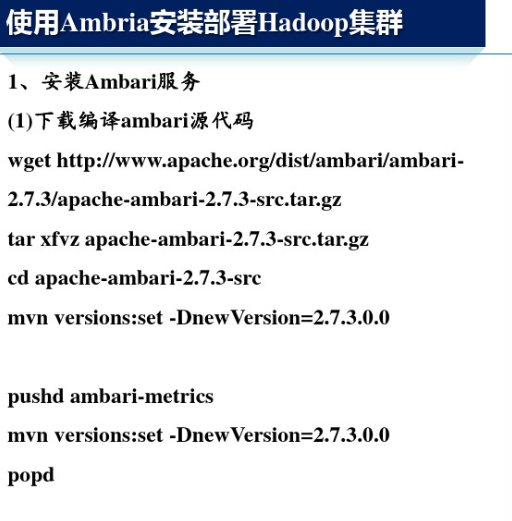 使用Ambria安装部署Hadoop集群
1、安装Ambari服务
(1)下载编译ambari源代码
wget http://www.apache.org/dist/ambari/ambari-
2.7.3/apache-ambari-2.7.3-src.tar.gz
tar xfvz apache-ambari-2.7.3-src.tar.gz
cd apache-ambari-2.7.3-src
mvn versions:set -DnewVersion=2.7.3.0.0
pushd ambari-metrics
mvn versions:set -DnewVersion=2.7.3.0.0
popd